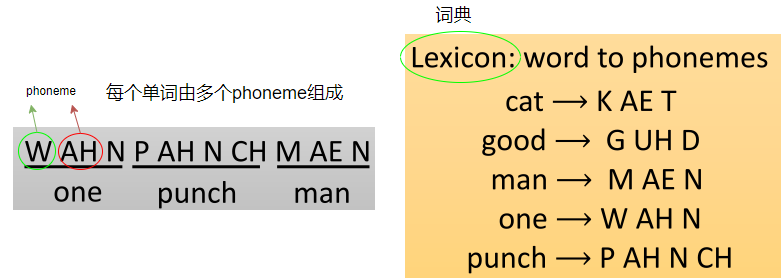 phoneme
每个单词由多个phoneme组成
W AH N P AH N CH M AE N
one punch man
词典
Lexicon: word to phonemes
cat → K AE T
good → G UH D
man → M AE N
one → W AH N
punch → P AH N CH